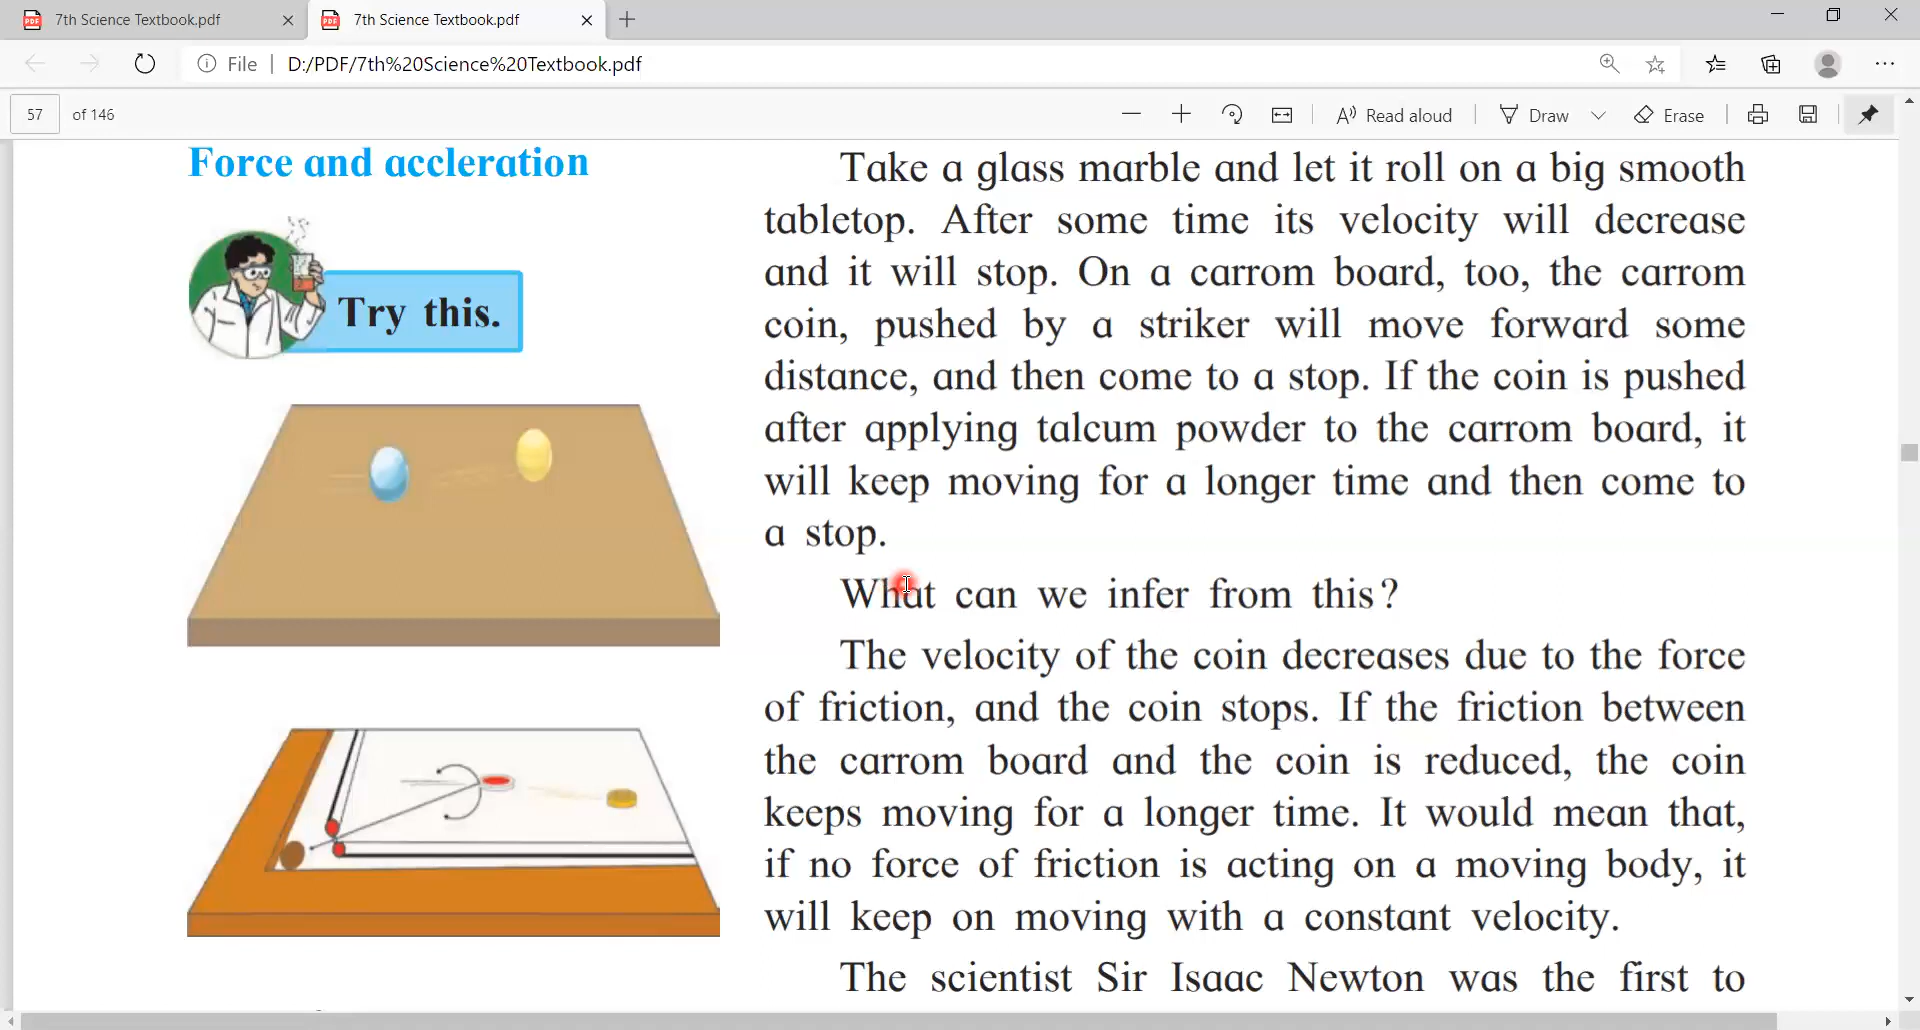 7th Science Textbook.pdf
7th Science Textbook.pdf
File
D:/PDF/7th%20Science%20Textbook.pdf
57 of 146
Read aloud
Draw
Erase
Force and accleration
Try this.
Take a glass marble and let it roll on a big smooth
tabletop. After some time its velocity will decrease
and it will stop. On a carrom board, too, the carrom
coin, pushed by a striker will move forward some
distance, and then come to a stop. If the coin is pushed
after applying talcum powder to the carrom board, it
will keep moving for a longer time and then come to
a stop.
What can we infer from this?
The velocity of the coin decreases due to the force
of friction, and the coin stops. If the friction between
the carrom board and the coin is reduced, the coin
keeps moving for a longer time. It would mean that,
if no force of friction is acting on a moving body, it
will keep on moving with a constant velocity.
The scientist Sir Isaac Newton was the first to